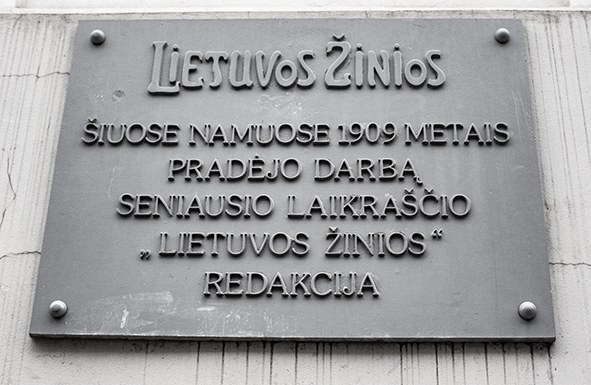 Lietuvos Žinios
ŠIUOSE NAMUOSE 1909 METAIS
PRADĖJO DARBĄ
SENIAUSIO LAIKRAŠČIO
„LIETUVOS ŽINIOS“
REDAKCIJA